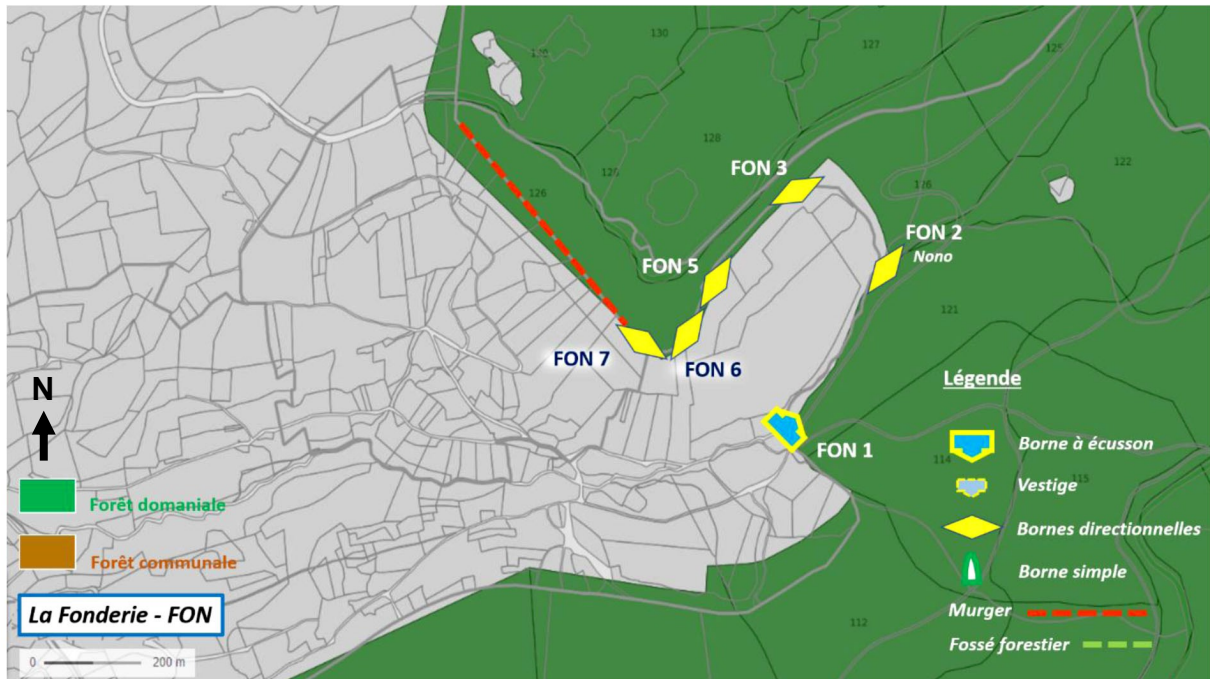 130
127
125
128
122
126
126
FON 3
FON 2
Nono
FON 5
121
FON 7
FON 6
FON 1
114
115
112
N
Forêt domaniale
Forêt communale
La Fonderie - FON
0 200 m
Légende
Borne à écusson
Vestige
Bornes directionnelles
Borne simple
Murger
Fossé forestier